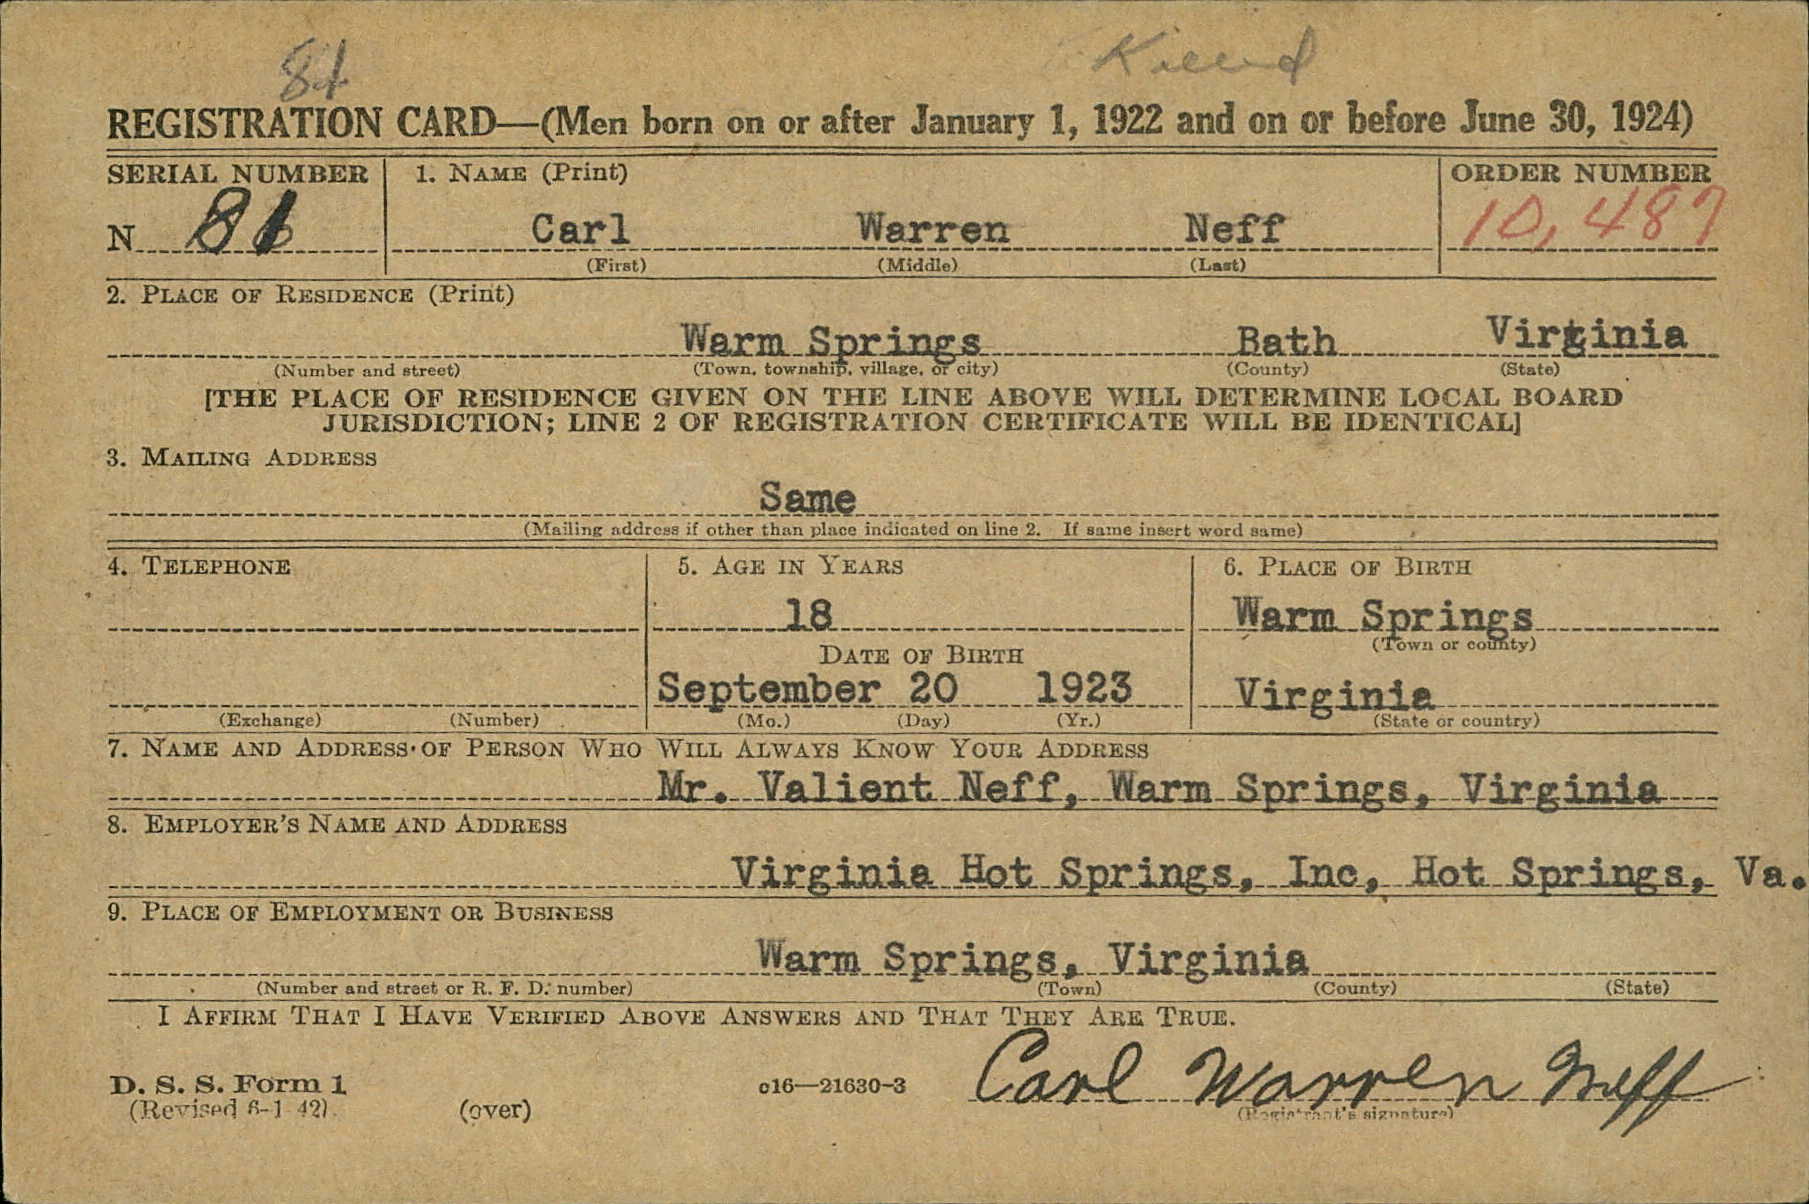 81 Killed
REGISTRATION CARD—(Men born on or after January 1, 1922 and on or before June 30, 1924)
SERIAL NUMBER 1. NAME (Print) ORDER NUMBER
N 81 Carl Warren Neff 10,487
(First) (Middle) (Last)
2. PLACE OF RESIDENCE (Print)
Warm Springs Bath Virginia
(Number and street) (Town, township, village, or city) (County) (State)
[THE PLACE OF RESIDENCE GIVEN ON THE LINE ABOVE WILL DETERMINE LOCAL BOARD
JURISDICTION; LINE 2 OF REGISTRATION CERTIFICATE WILL BE IDENTICAL]
3. MAILING ADDRESS
Same
(Mailing address if other than place indicated on line 2. If same insert word same)
4. TELEPHONE 5. AGE IN YEARS 6. PLACE OF BIRTH
18 Warm Springs
(Town or county)
DATE OF BIRTH
September 20 1923 Virginia
(Exchange) (Number) (Mo.) (Day) (Yr.) (State or country)
7. NAME AND ADDRESS OF PERSON WHO WILL ALWAYS KNOW YOUR ADDRESS
Mr. Valient Neff, Warm Springs, Virginia
8. EMPLOYER'S NAME AND ADDRESS
Virginia Hot Springs, Inc, Hot Springs, Va.
9. PLACE OF EMPLOYMENT OR BUSINESS
Warm Springs, Virginia
(Number and street or R. F. D. number) (Town) (County) (State)
I AFFIRM THAT I HAVE VERIFIED ABOVE ANSWERS AND THAT THEY ARE TRUE.
D. S. S. Form 1 c16—21630-3 Carl Warren Neff
(Revised 6-1-42) (over) (Registrant's signature)